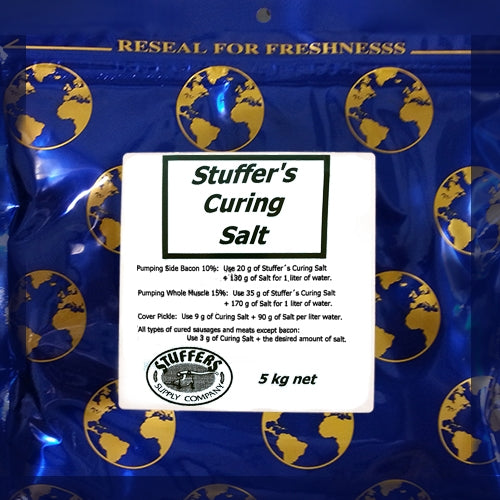 RESEAL FOR FRESHNESSS
Stuffer's
Curing
Salt
Pumping Side Bacon 10%: Use 20 g of Stuffer´s Curing Salt
+ 130 g of Salt for 1 liter of water.
Pumping Whole Muscle 15%: Use 35 g of Stuffer´s Curing Salt
+ 170 g of Salt for 1 liter of water.
Cover Pickle: Use 9 g of Curing Salt + 90 g of Salt per liter water.
All types of cured sausages and meats except bacon:
Use 3 g of Curing Salt + the desired amount of salt.
STUFFERS
SUPPLY COMPANY
5 kg net